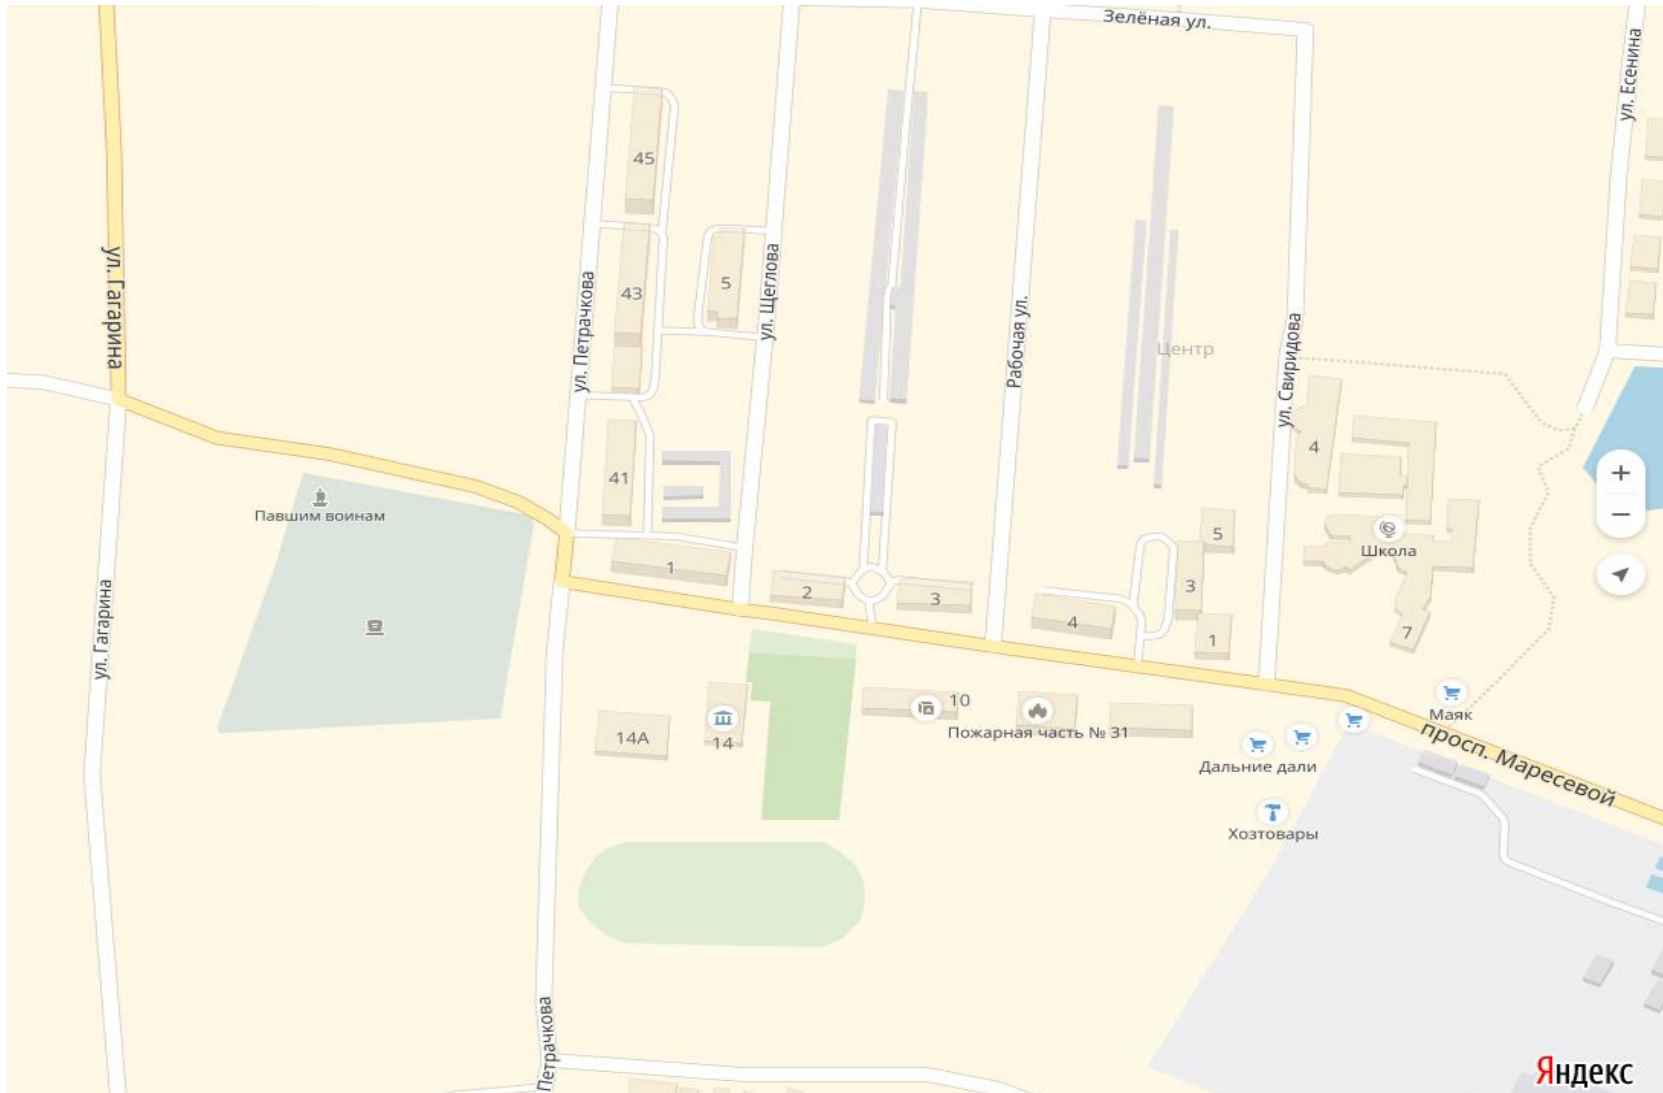 Зелёная ул.
ул. Есенина
45
ул. Гагарина
43
5
ул. Петрачкова
ул. Щеглова
Рабочая ул.
Центр
ул. Свиридова
41
4
Павшим воинам
5
Школа
1
2
3
3
4
1
7
ул. Гагарина
10
14А
14
Пожарная часть № 31
Маяк
просп. Маресевой
Дальние дали
Хозтовары
Петрачкова
Яндекс